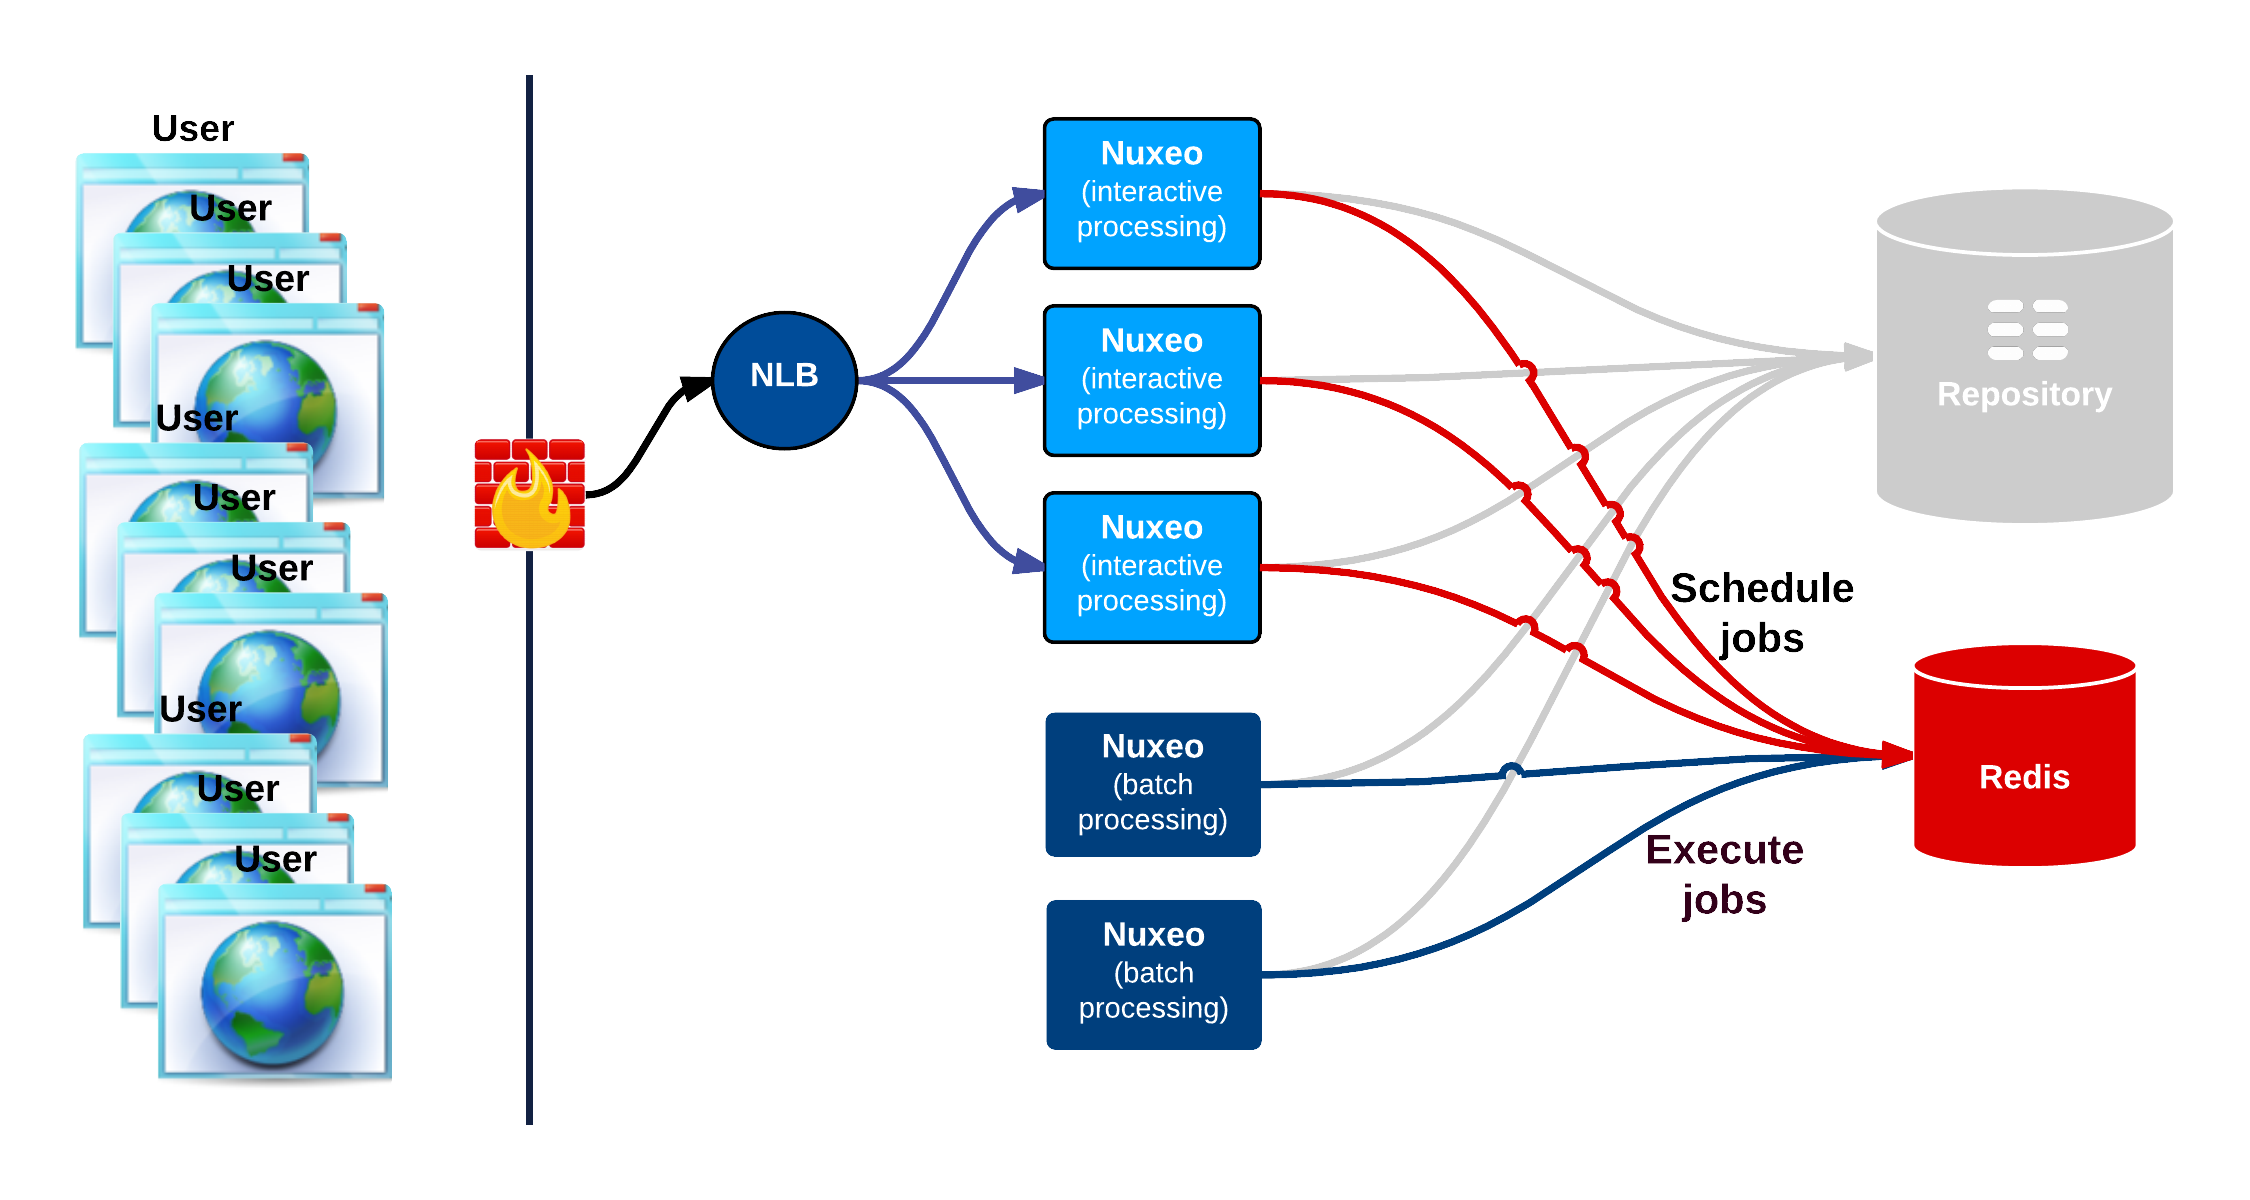 User
User
User
User
User
User
User
User
User
NLB
Nuxeo
(interactive
processing)
Nuxeo
(interactive
processing)
Nuxeo
(interactive
processing)
Nuxeo
(batch
processing)
Nuxeo
(batch
processing)
Repository
Schedule
jobs
Redis
Execute
jobs